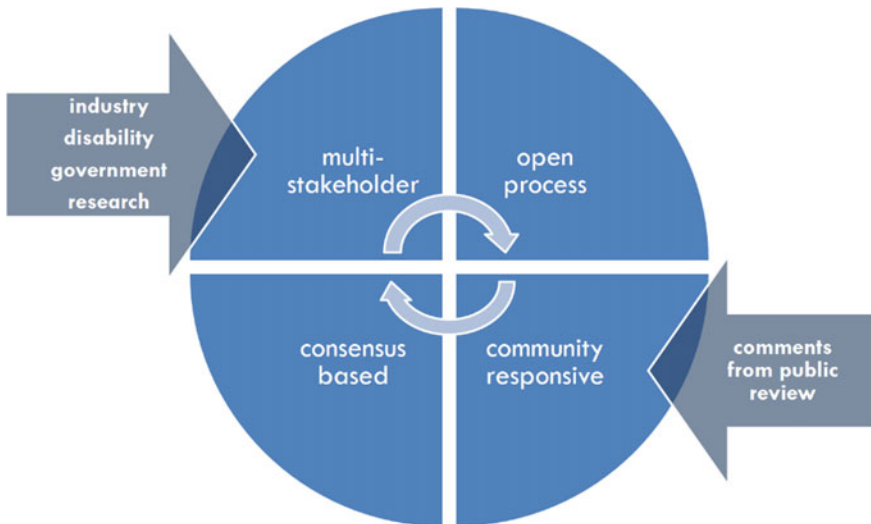 industry
disability
government
research
multi-
stakeholder
open
process
consensus
based
community
responsive
comments
from public
review